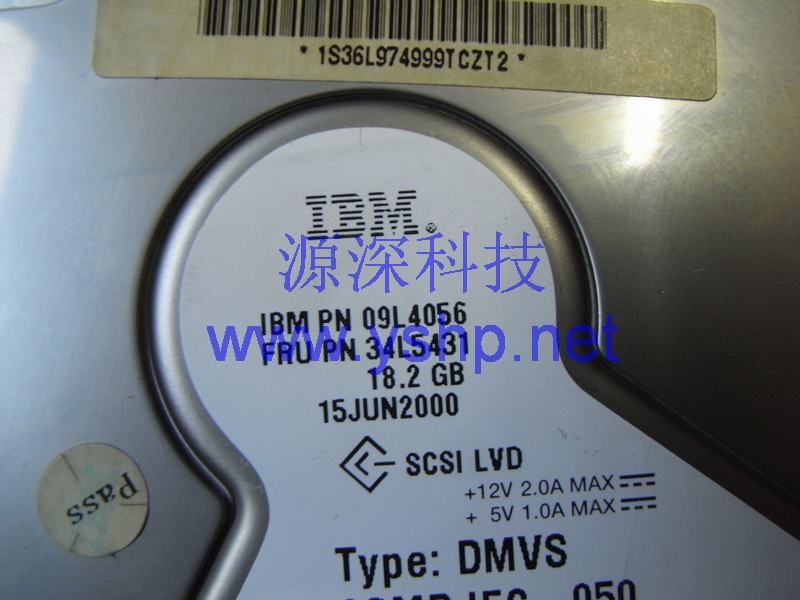 * 1S36L974999TCZT2 *
IBM®
源深科技
IBM PN 09L4056
www.yshp.net
FRU PN 34L5431
18.2 GB
15JUN2000
SCSI LVD
+12V 2.0A MAX
+ 5V 1.0A MAX
Pass
Type: DMVS
050